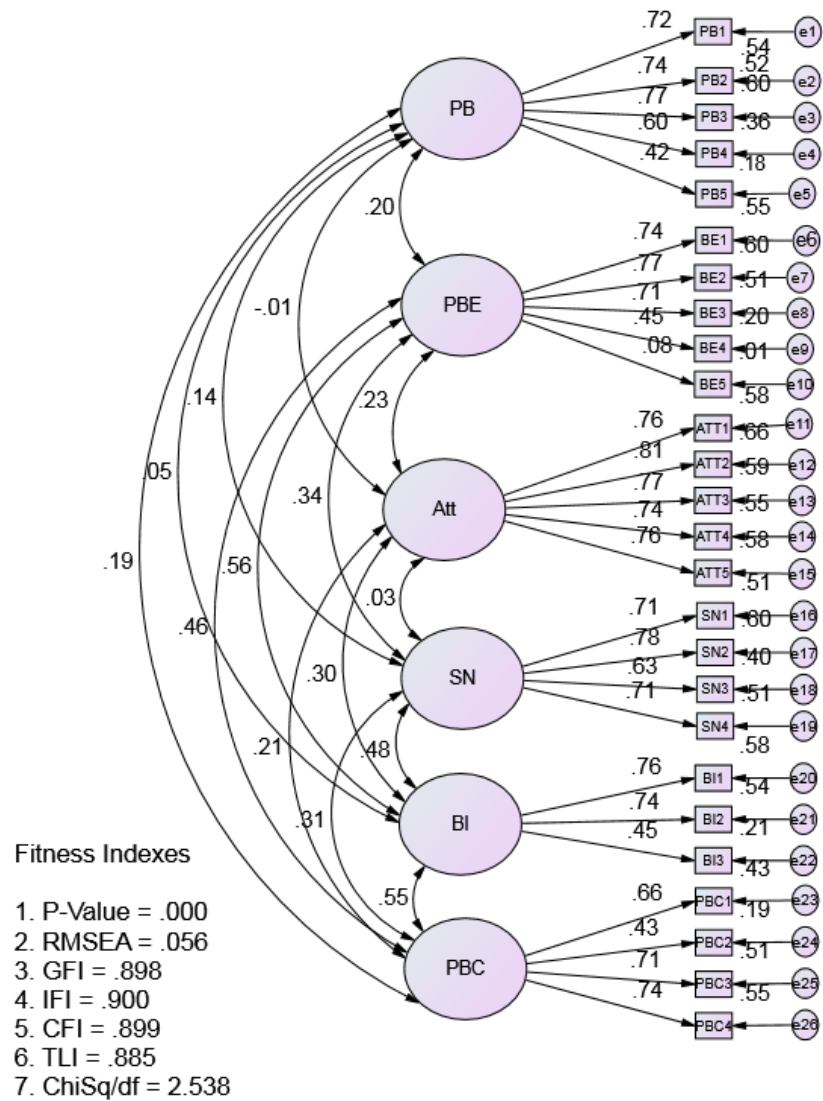 .72
PB1
e1
.54
.52
.74
PB2
.60
e2
.77
PB
PB3
.36
e3
.60
PB4
e4
.42
.18
PB5
e5
.20
.55
.74
BE1
.60
e6
.77
BE2
.51
e7
.71
PBE
-.01
BE3
.20
e8
.45
.08
BE4
.01
e9
BE5
.58
e10
.14
.23
.76
ATT1
.66
e11
.81
ATT2
.59
e12
.05
.34
.77
Att
ATT3
.55
e13
.74
.76
ATT4
.58
e14
.19
.56
ATT5
.51
e15
.03
.71
SN1
.60
e16
.46
.78
SN2
.40
e17
.30
.63
SN
SN3
.51
e18
.71
SN4
e19
.21
.48
.58
.76
BI1
.54
e20
.31
.74
BI
BI2
.21
e21
.45
Fitness Indexes
BI3
.43
e22
.55
.66
PBC1
.19
e23
1. P-Value = .000
.43
2. RMSEA = .056
PBC2
.51
e24
.71
3. GFI = .898
PBC
PBC3
.55
e25
.74
4. IFI = .900
5. CFI = .899
PBC4
e26
6. TLI = .885
7. ChiSq/df = 2.538